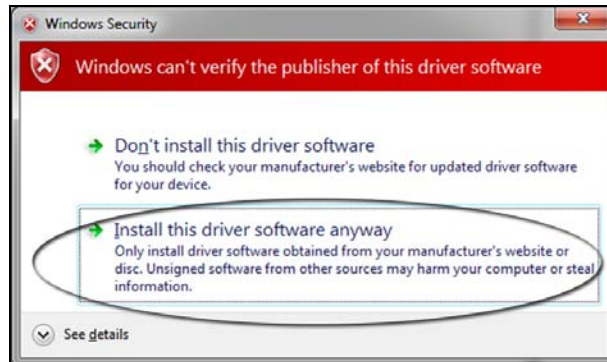 Windows Security
Windows can't verify the publisher of this driver software
Don't install this driver software
You should check your manufacturer's website for updated driver software
for your device.
Install this driver software anyway
Only install driver software obtained from your manufacturer's website or
disc. Unsigned software from other sources may harm your computer or steal
information.
See details